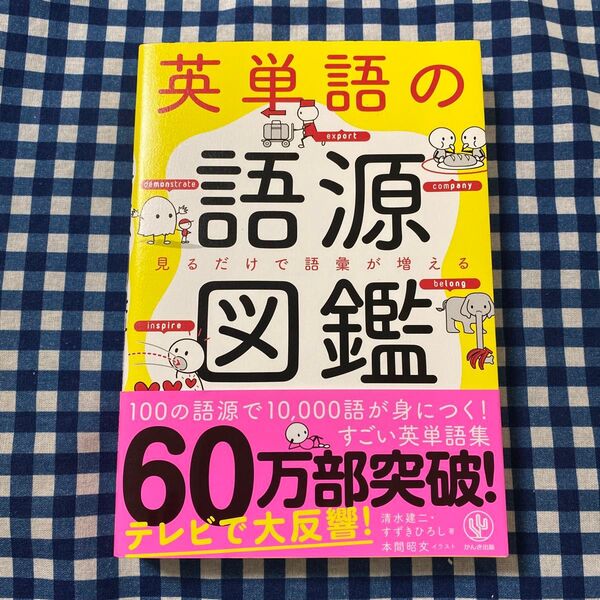 英単語の
export
demonstrate
company
語源
見るだけで語彙が増える
belong
inspire
図鑑
100の語源で10,000語が身につく!
すごい英単語集
60万部突破!
テレビで大反響!
清水建二・
すずきひろし 著
本間昭文 イラスト
かんき出版